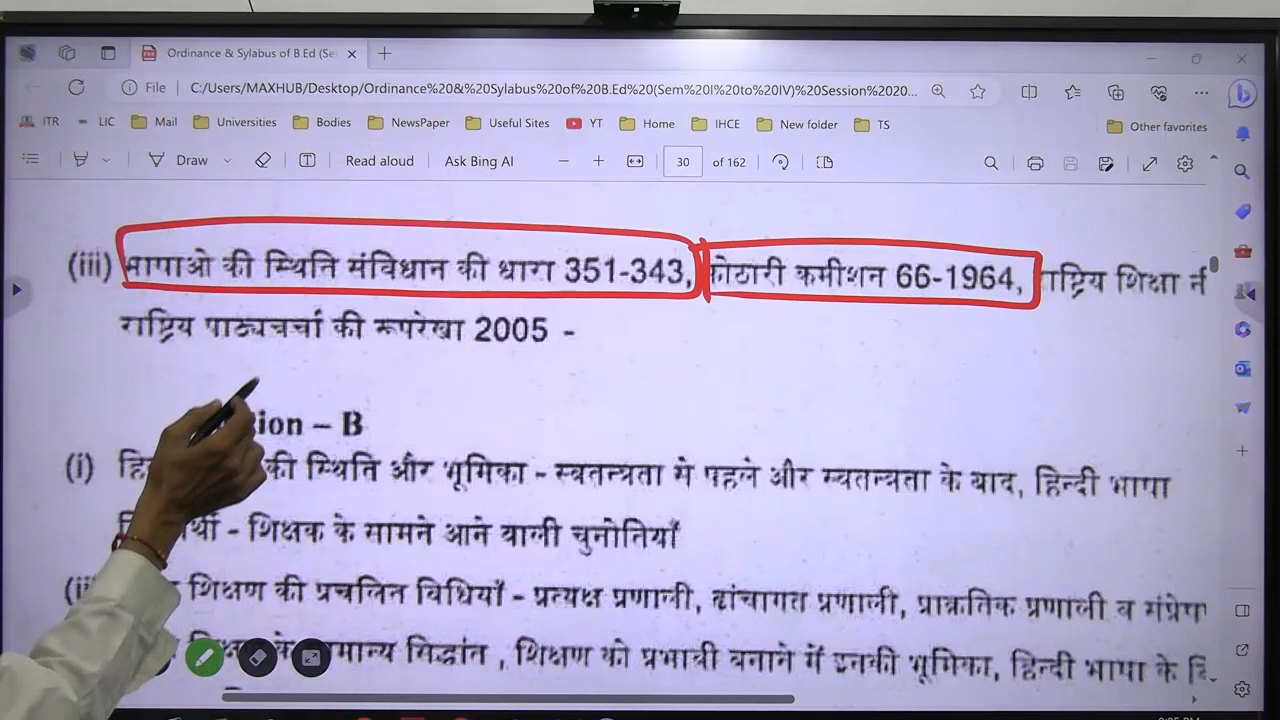 Ordinance & Sylabus of B.Ed (Se
File C:/Users/MAXHUB/Desktop/Ordinance%20&%20Sylabus%20of%20B.Ed%20(Sem%20I%20to%20IV)%20Session%2020...
ITR LIC Mail Universities Bodies NewsPaper Useful Sites YT Home IHCE New folder TS Other favorites
Draw Read aloud Ask Bing AI 30 of 162
(iii) भाषाओ की स्थिति संविधान की धारा 351-343, कोठारी कमीशन 66-1964, राष्ट्रिय शिक्षा
राष्ट्रिय पाठ्यचर्चा की रूपरेखा 2005 -
ion – B
(i) की स्थिति और भूमिका - स्वतन्त्रता से पहले और स्वतन्त्रता के बाद, हिन्दी भाषा
- शिक्षक के सामने आने वाली चुनोतियाँ
शिक्षण की प्रचलित विधियाँ - प्रत्यक्ष प्रणाली, ढांचागत प्रणाली, प्राक्रतिक प्रणाली व
सिद्धांत , शिक्षण को प्रभावी बनाने में इनकी भूमिका, हिन्दी भाषा के